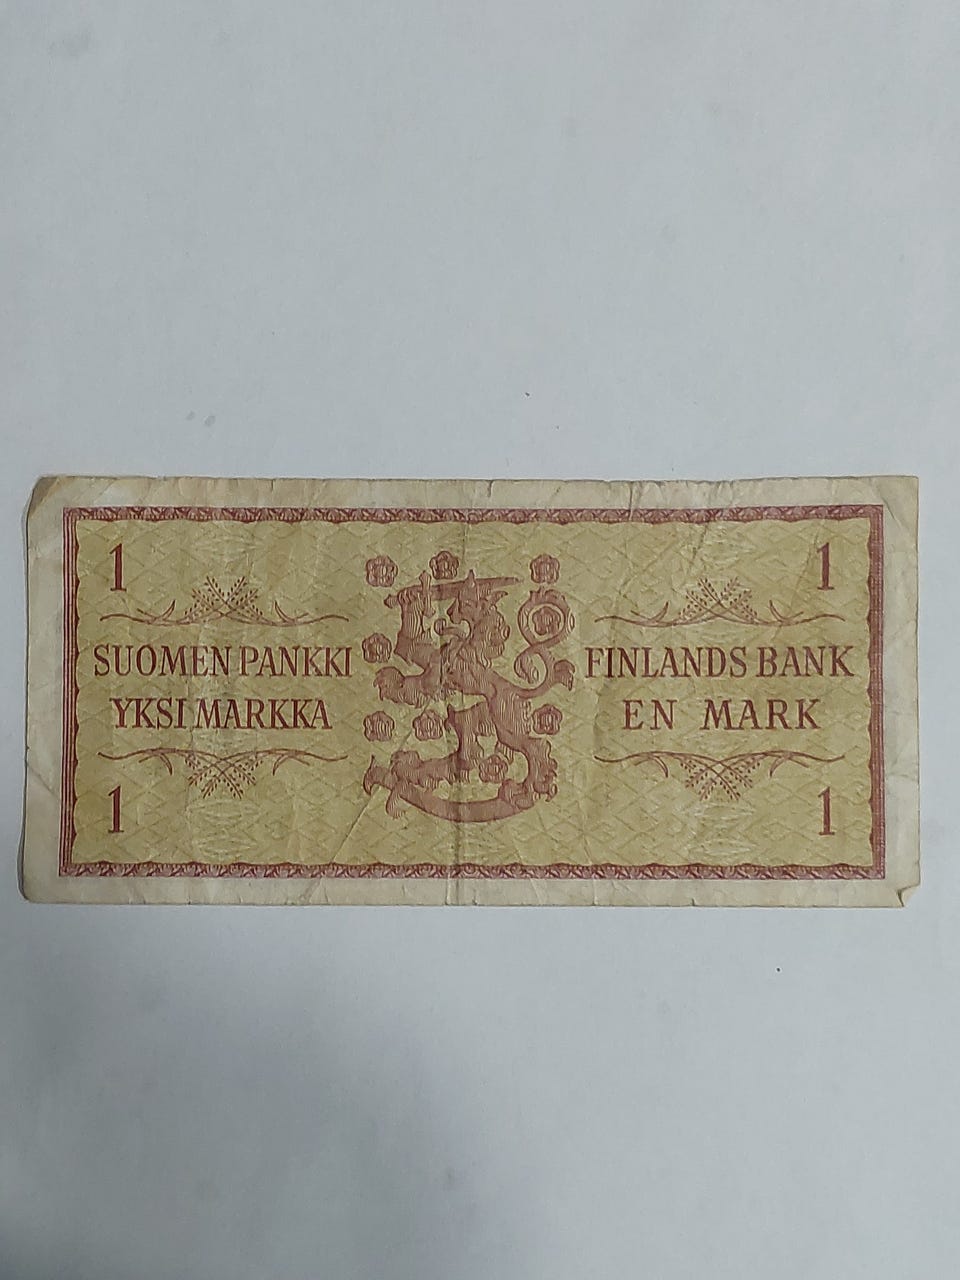 1 1
SUOMEN PANKKI FINLANDS BANK
YKSI MARKKA EN MARK
1 1